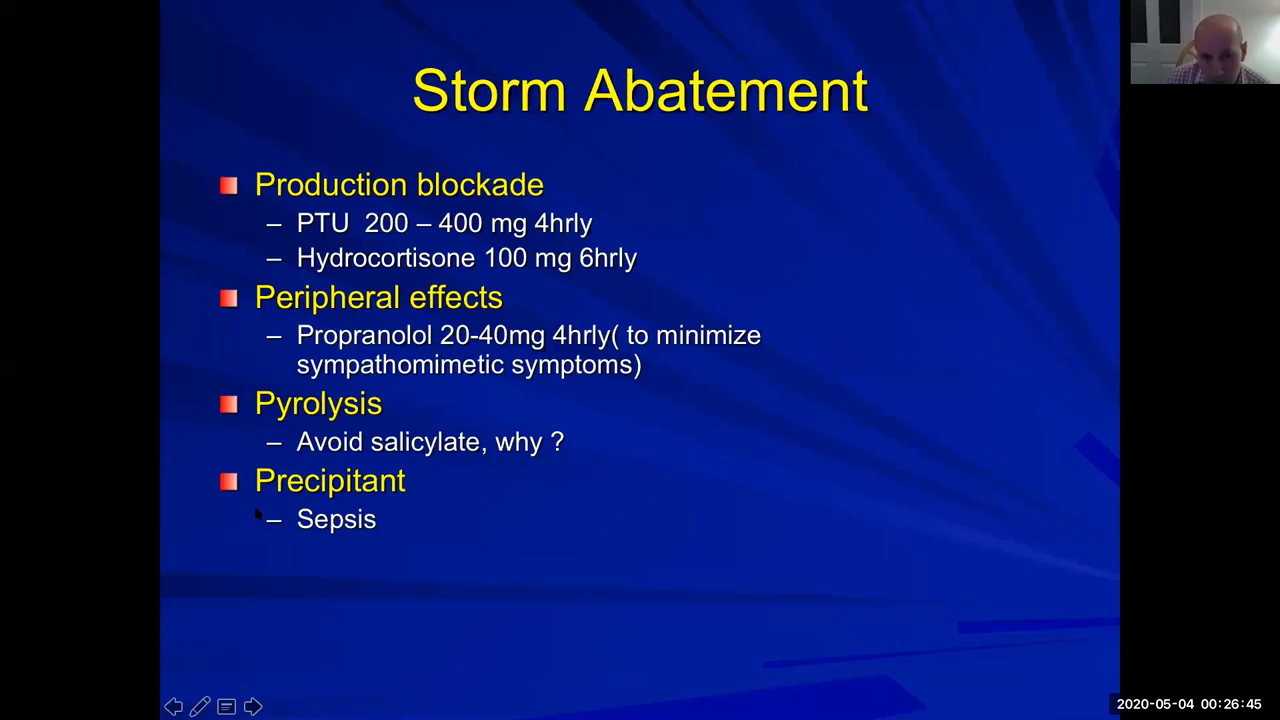 Storm Abatement
Production blockade
– PTU  200 – 400 mg 4hrly
– Hydrocortisone 100 mg 6hrly
Peripheral effects
– Propranolol 20-40mg 4hrly( to minimize
sympathomimetic symptoms)
Pyrolysis
– Avoid salicylate, why ?
Precipitant
– Sepsis
2020-05-04 00:26:45